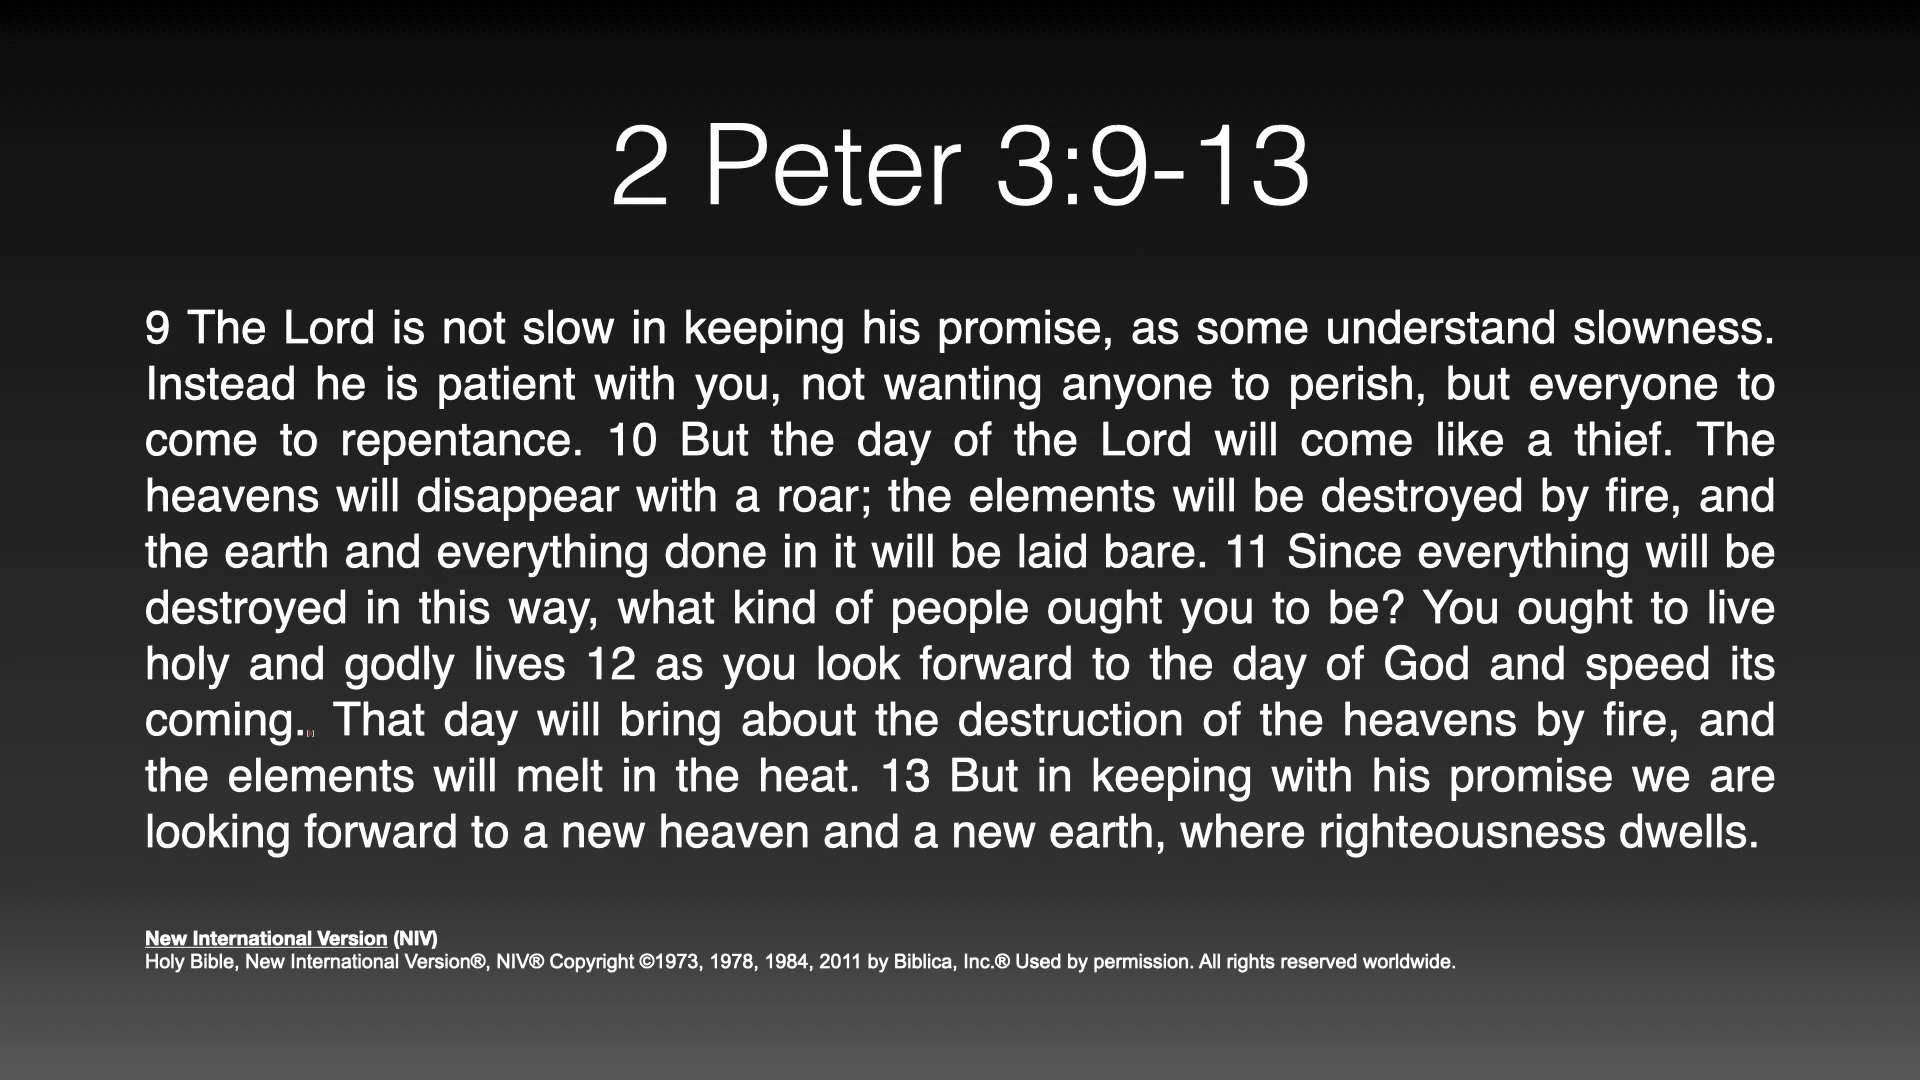 2 Peter 3:9-13
9 The Lord is not slow in keeping his promise, as some understand slowness.
Instead he is patient with you, not wanting anyone to perish, but everyone to
come to repentance. 10 But the day of the Lord will come like a thief. The
heavens will disappear with a roar; the elements will be destroyed by fire, and
the earth and everything done in it will be laid bare. 11 Since everything will be
destroyed in this way, what kind of people ought you to be? You ought to live
holy and godly lives 12 as you look forward to the day of God and speed its
coming. That day will bring about the destruction of the heavens by fire, and
the elements will melt in the heat. 13 But in keeping with his promise we are
looking forward to a new heaven and a new earth, where righteousness dwells.
New International Version (NIV)
Holy Bible, New International Version®, NIV® Copyright ©1973, 1978, 1984, 2011 by Biblica, Inc.® Used by permission. All rights reserved worldwide.